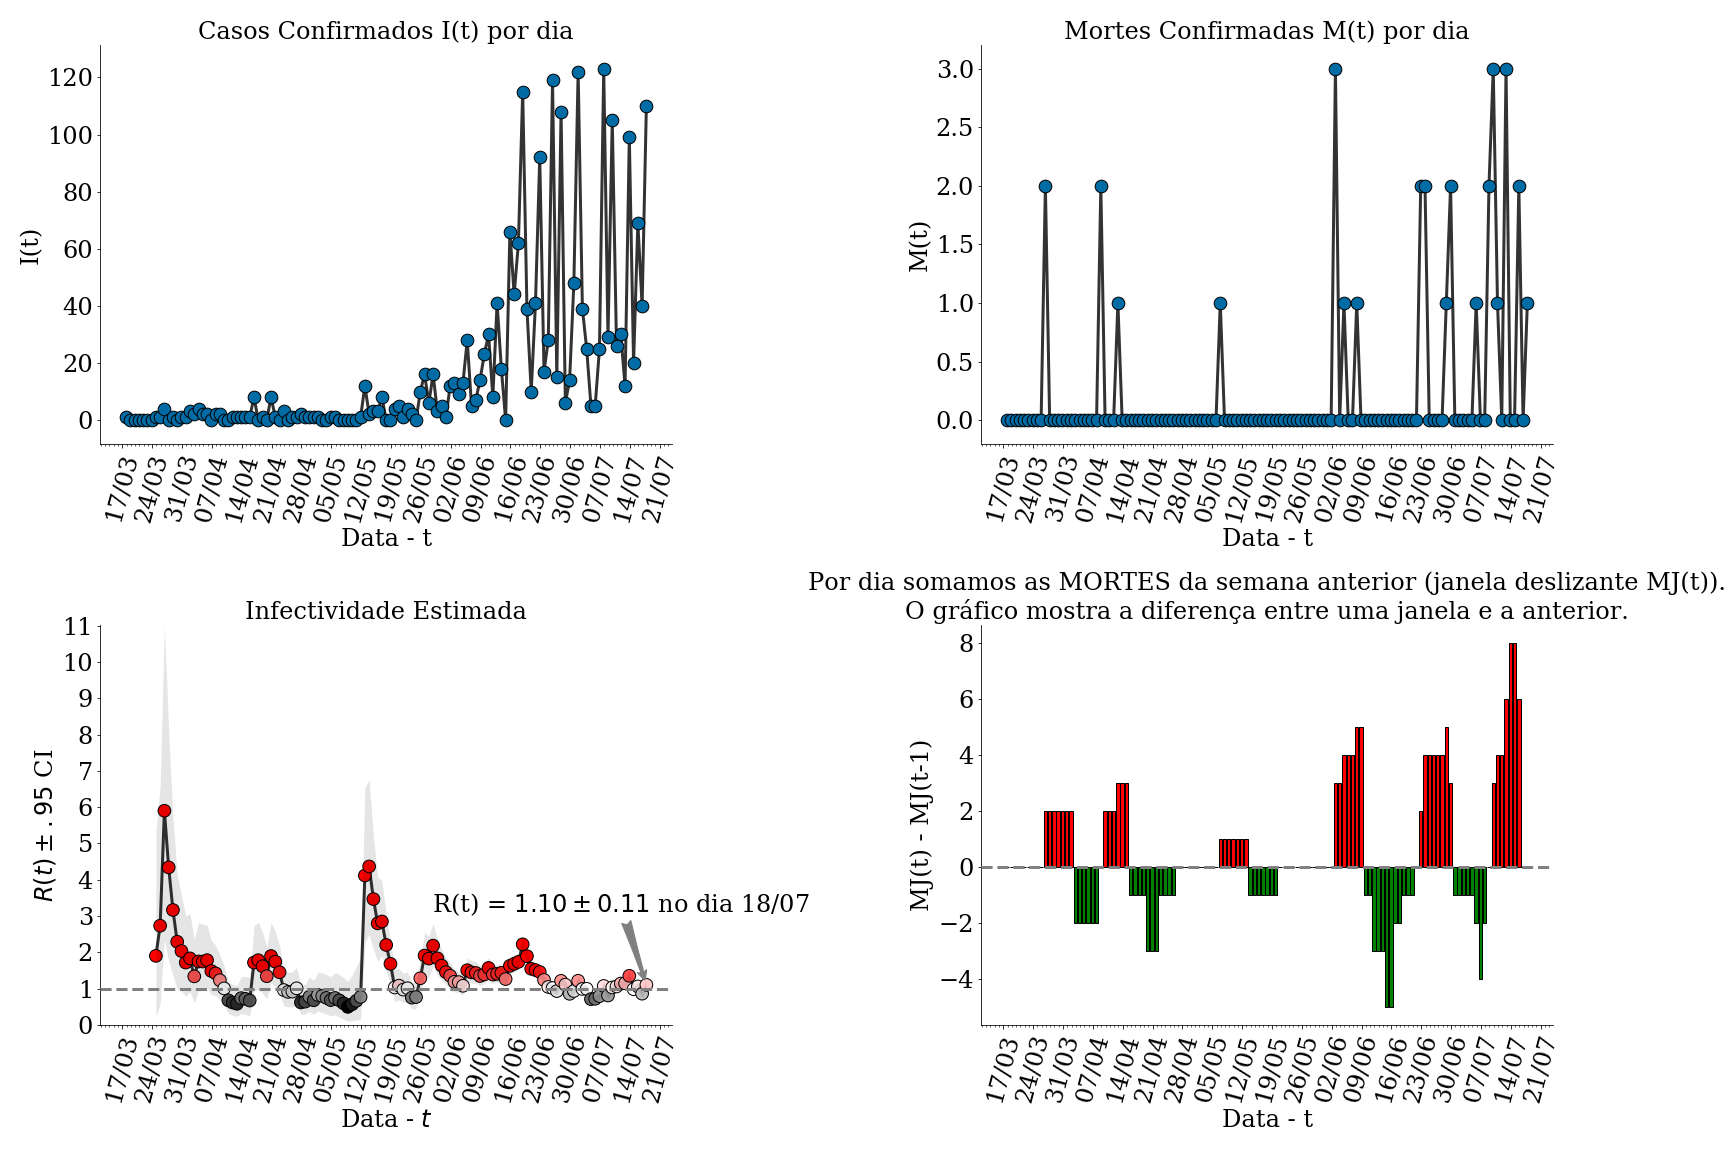 Casos Confirmados I(t) por dia
I(t)
120
100
80
60
40
20
0
17/03 24/03 31/03 07/04 14/04 21/04 28/04 05/05 12/05 19/05 26/05 02/06 09/06 16/06 23/06 30/06 07/07 14/07 21/07
Data - t
Mortes Confirmadas M(t) por dia
M(t)
3.0
2.5
2.0
1.5
1.0
0.5
0.0
17/03 24/03 31/03 07/04 14/04 21/04 28/04 05/05 12/05 19/05 26/05 02/06 09/06 16/06 23/06 30/06 07/07 14/07 21/07
Data - t
Infectividade Estimada
R(t) ± .95 CI
11
10
9
8
7
6
5
4
3
2
1
0
R(t) = 1.10 ± 0.11 no dia 18/07
17/03 24/03 31/03 07/04 14/04 21/04 28/04 05/05 12/05 19/05 26/05 02/06 09/06 16/06 23/06 30/06 07/07 14/07 21/07
Data - t
Por dia somamos as MORTES da semana anterior (janela deslizante MJ(t)).
O gráfico mostra a diferença entre uma janela e a anterior.
MJ(t) - MJ(t-1)
8
6
4
2
0
−2
−4
17/03 24/03 31/03 07/04 14/04 21/04 28/04 05/05 12/05 19/05 26/05 02/06 09/06 16/06 23/06 30/06 07/07 14/07 21/07
Data - t